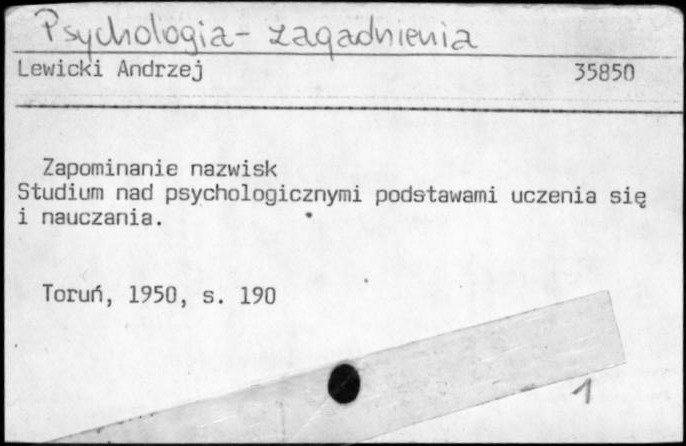 Psychologia - zagadnienia
Lewicki Andrzej 35850
Zapominanie nazwisk
Studium nad psychologicznymi podstawami uczenia się
i nauczania.
Toruń, 1950, s. 190
1